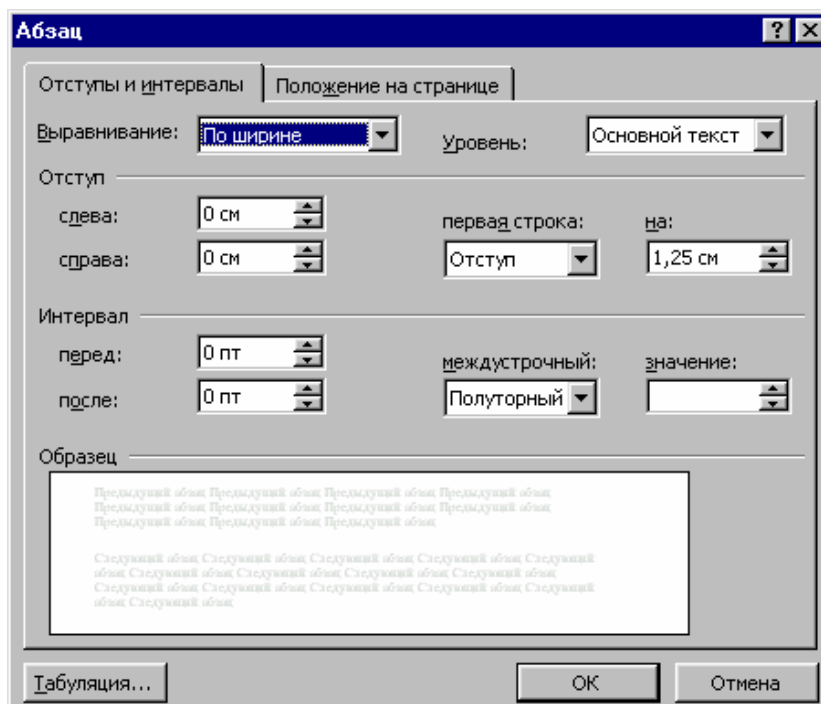 Абзац
Отступы и интервалы Положение на странице
Выравнивание: По ширине Уровень: Основной текст
Отступ
слева: 0 см первая строка: на:
справа: 0 см Отступ 1,25 см
Интервал
перед: 0 пт междустрочный: значение:
после: 0 пт Полуторный
Образец
Предыдущий абзац Предыдущий абзац Предыдущий абзац Предыдущий абзац
Предыдущий абзац Предыдущий абзац Предыдущий абзац Предыдущий абзац
Предыдущий абзац Предыдущий абзац Предыдущий абзац
Следующий абзац Следующий абзац Следующий абзац Следующий абзац Следующий
абзац Следующий абзац Следующий абзац Следующий абзац Следующий абзац
Следующий абзац Следующий абзац Следующий абзац Следующий абзац Следующий
абзац Следующий абзац
Табуляция... ОК Отмена